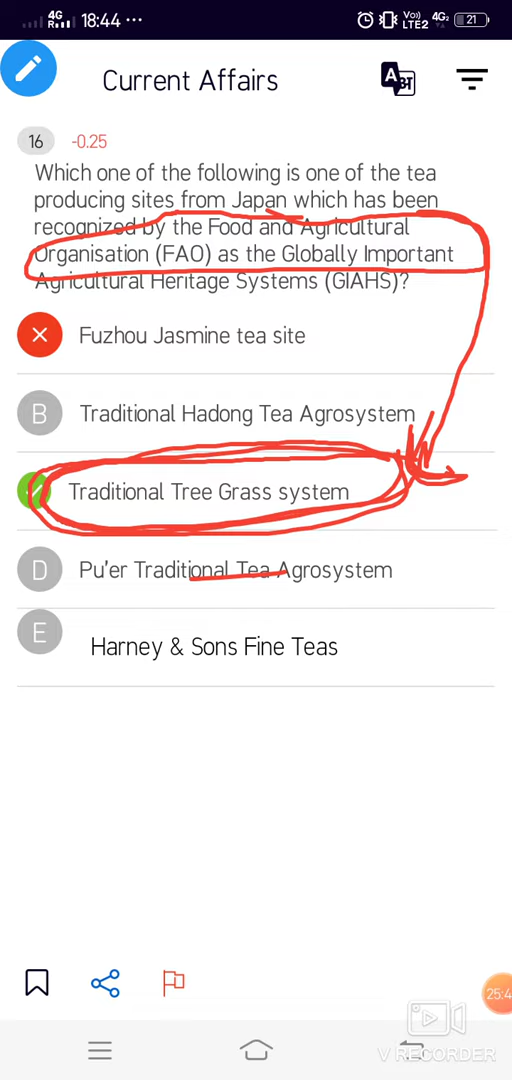 4G
R
18:44 ...
Vo))
LTE2
4G
21
Current Affairs
A
16 -0.25
Which one of the following is one of the tea
producing sites from Japan which has been
recognized by the Food and Agricultural
Organisation (FAO) as the Globally Important
Agricultural Heritage Systems (GIAHS)?
Fuzhou Jasmine tea site
B Traditional Hadong Tea Agrosystem
Traditional Tree Grass system
D Pu'er Traditional Tea Agrosystem
E Harney & Sons Fine Teas
25:4
V RECORDER